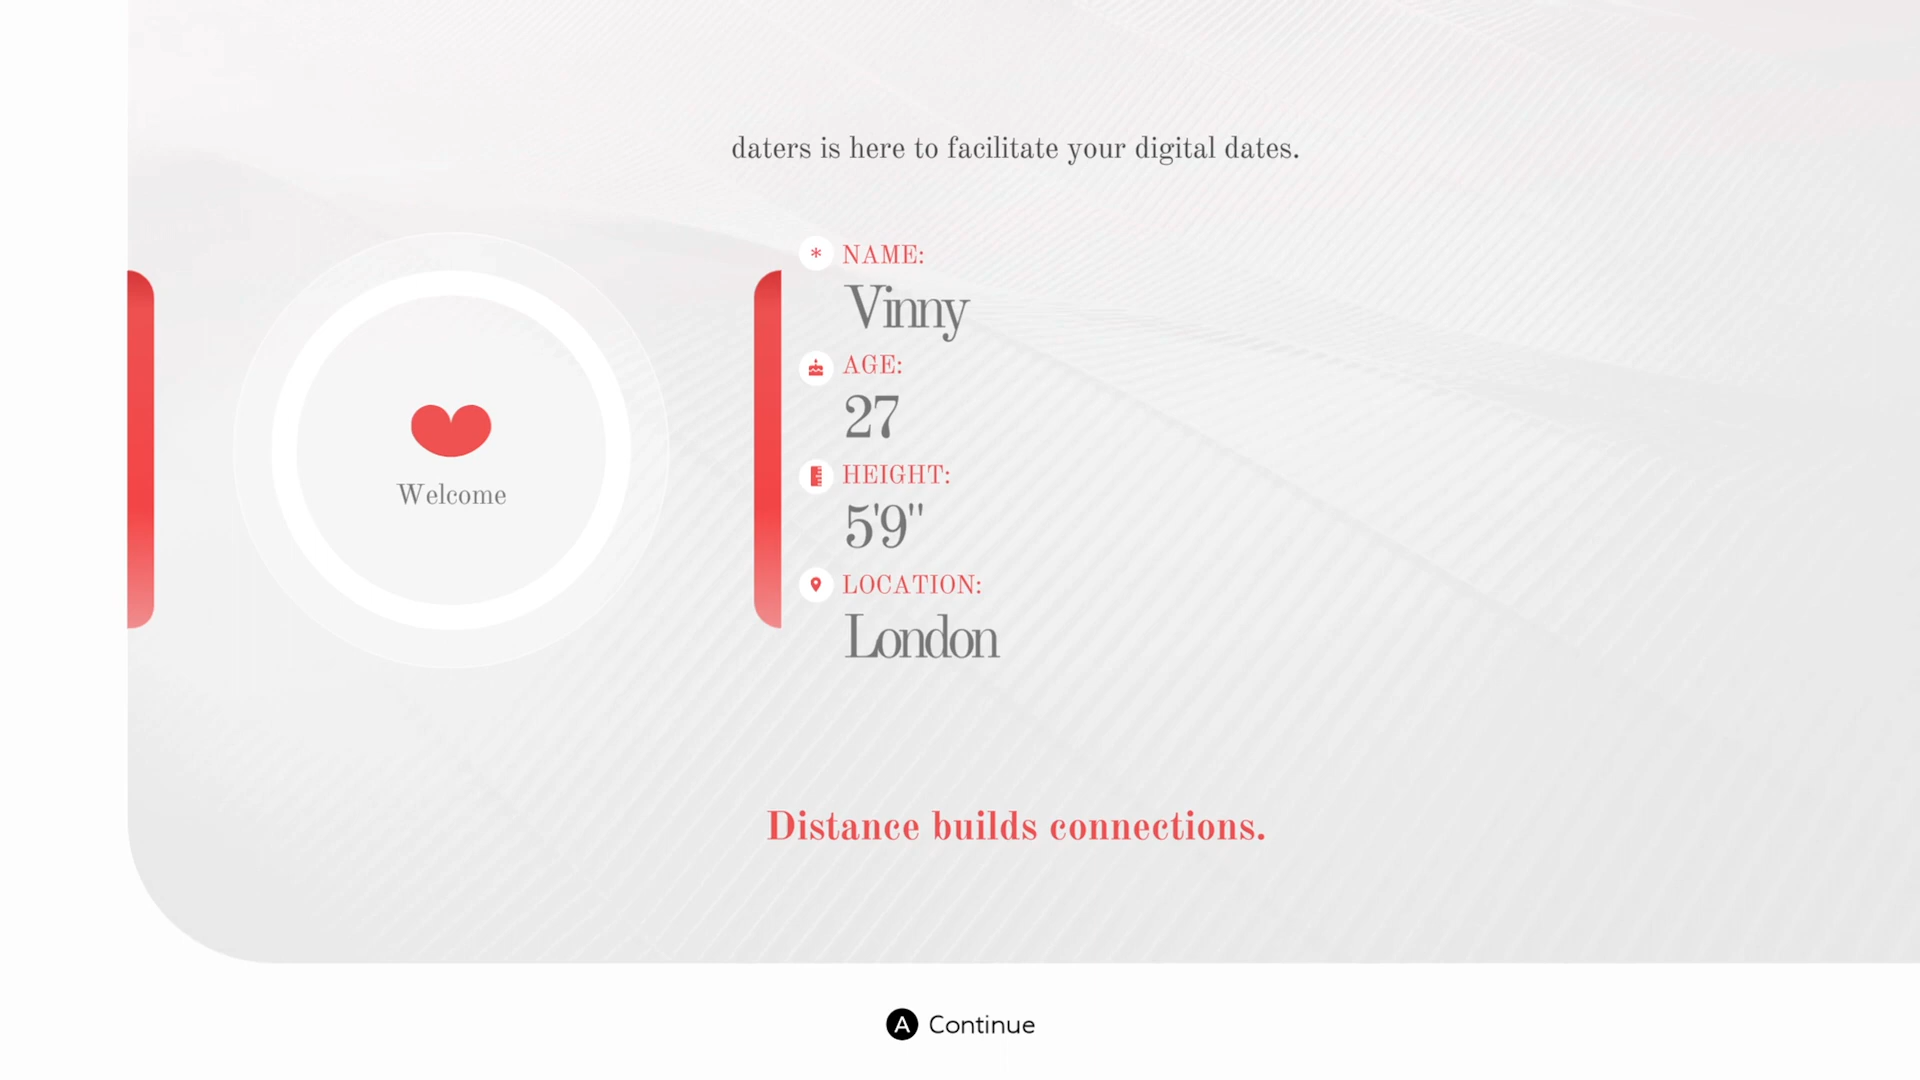 daters is here to facilitate your digital dates.
* NAME:
Vinny
AGE:
27
HEIGHT:
5'9"
LOCATION:
London
Welcome
Distance builds connections.
A Continue